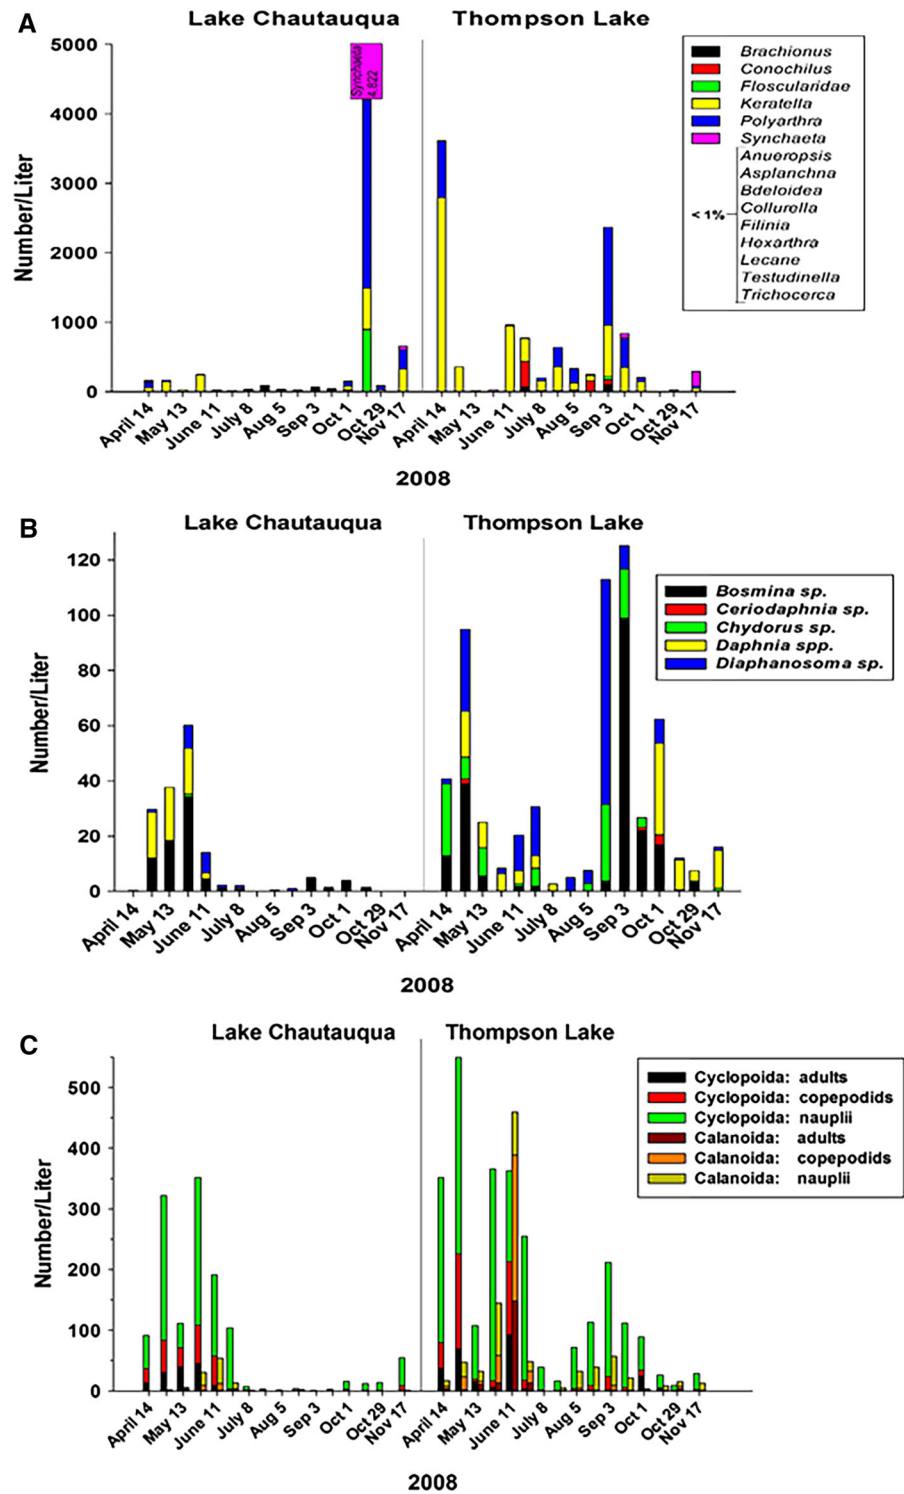 A
Lake Chautauqua
Thompson Lake
5000
4000
3000
2000
1000
0
Number/Liter
Synchaeta
4,822
Brachionus
Conochilus
Floscularidae
Keratella
Polyarthra
Synchaeta
< 1%
Anueropsis
Asplanchna
Bdeloidea
Collurella
Filinia
Hexarthra
Lecane
Testudinella
Trichocerca
April 14
May 13
June 11
July 8
Aug 5
Sep 3
Oct 1
Oct 29
Nov 17
April 14
May 13
June 11
July 8
Aug 5
Sep 3
Oct 1
Oct 29
Nov 17
2008
B
Lake Chautauqua
Thompson Lake
120
100
80
60
40
20
0
Number/Liter
Bosmina sp.
Ceriodaphnia sp.
Chydorus sp.
Daphnia spp.
Diaphanosoma sp.
April 14
May 13
June 11
July 8
Aug 5
Sep 3
Oct 1
Oct 29
Nov 17
April 14
May 13
June 11
July 8
Aug 5
Sep 3
Oct 1
Oct 29
Nov 17
2008
C
Lake Chautauqua
Thompson Lake
500
400
300
200
100
0
Number/Liter
Cyclopoida: adults
Cyclopoida: copepodids
Cyclopoida: nauplii
Calanoida: adults
Calanoida: copepodids
Calanoida: nauplii
April 14
May 13
June 11
July 8
Aug 5
Sep 3
Oct 1
Oct 29
Nov 17
April 14
May 13
June 11
July 8
Aug 5
Sep 3
Oct 1
Oct 29
Nov 17
2008